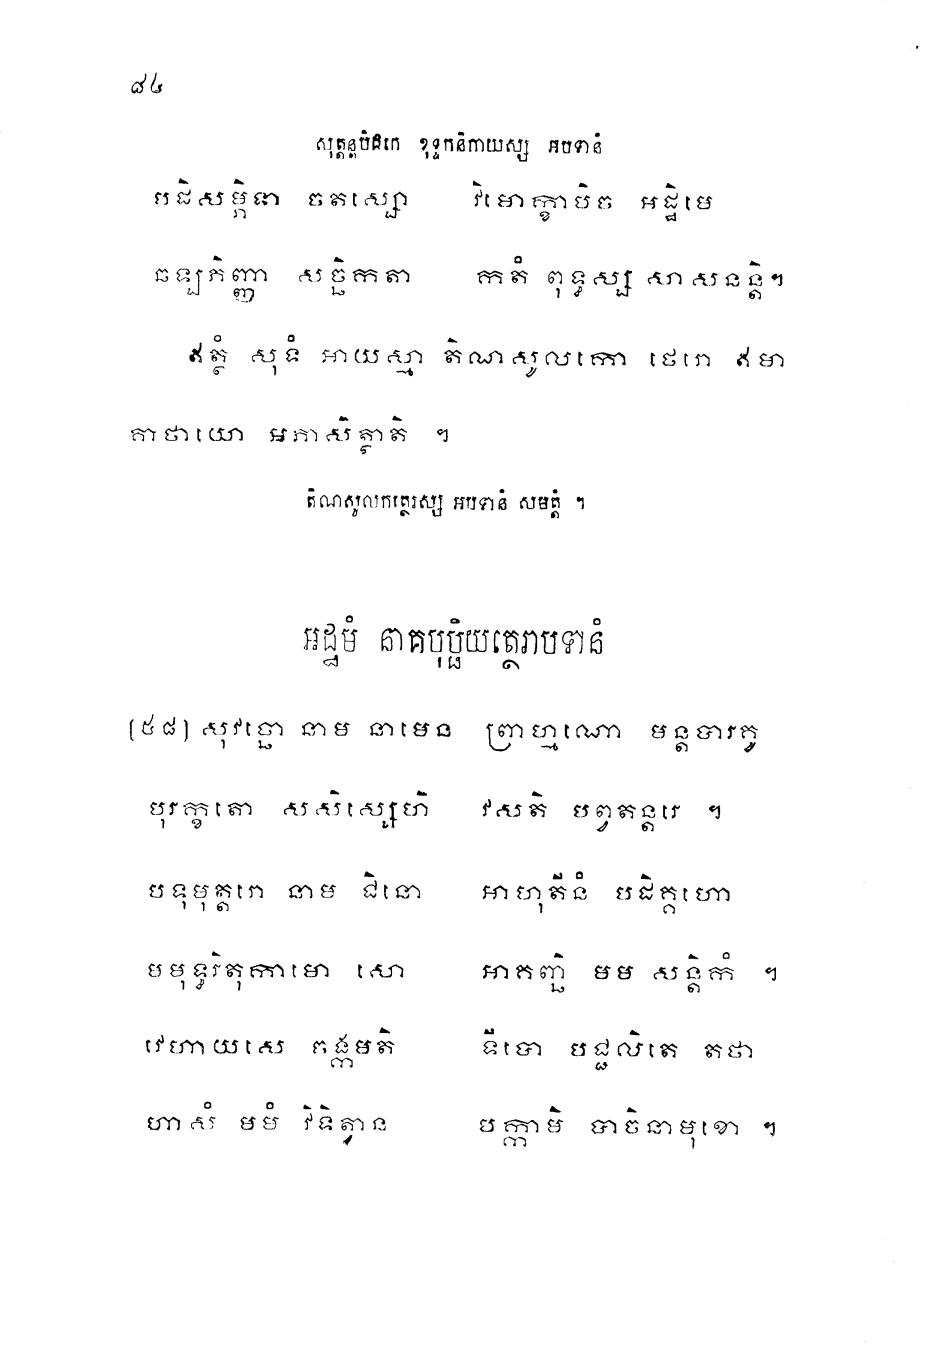 ៨៤
សុត្តន្តបិដកេ ខុទ្ទកនិកាយស្ស អបទានំ
បដិសម្ភិទា ចតស្សោ វិមោក្ខាបិច អដ្ឋិមេ
ឆឡភិញ្ញា សច្ឆិកតា កតំ ពុទ្ធស្ស សាសនន្តិ។
ឥត្ថំ សុទំ អាយស្មា តិណសូលកោ ថេរោ ឥមា
គាថាយោ អភាសិត្ថាតិ ។
តិណសូលកត្ថេរស្ស អបទានំ សមត្តំ ។
អដ្ឋមំ នាគបុប្ផិយត្ថេរាបទានំ
(៥៨) សុវច្ឆោ នាម នាមេន ព្រាហ្មណោ មន្តបារគូ
បុរក្ខតោ សសិស្សេហិ វសតិ បព្វតន្តរេ ។
បទុមុត្តរោ នាម ជិនោ អាហុតីនំ បដិគ្គហោ
មមុទ្ធរិតុកាមោ សោ អាគញ្ឆិ មម សន្តិកំ ។
វេហាយសេ ចង្កមតិ ទីបោ បជ្ជលិតេ តថា
ហាសំ មមំ វិទិត្វាន បក្កាមិ បាចិនាមុខោ ។